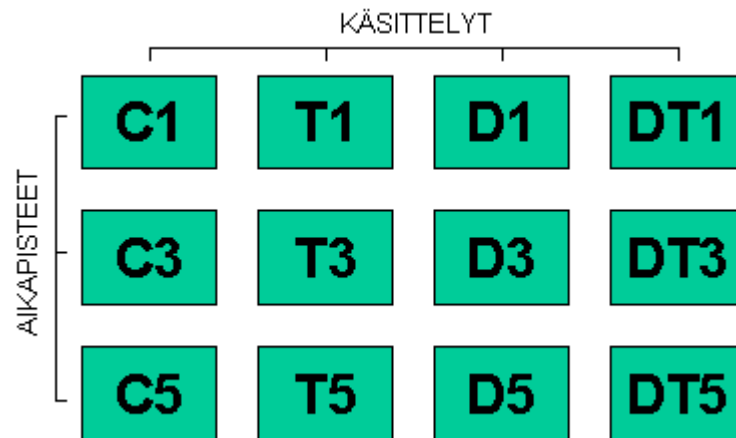 KÄSITTELYT
C1 T1 D1 DT1
AIKAPISTEET
C3 T3 D3 DT3
C5 T5 D5 DT5